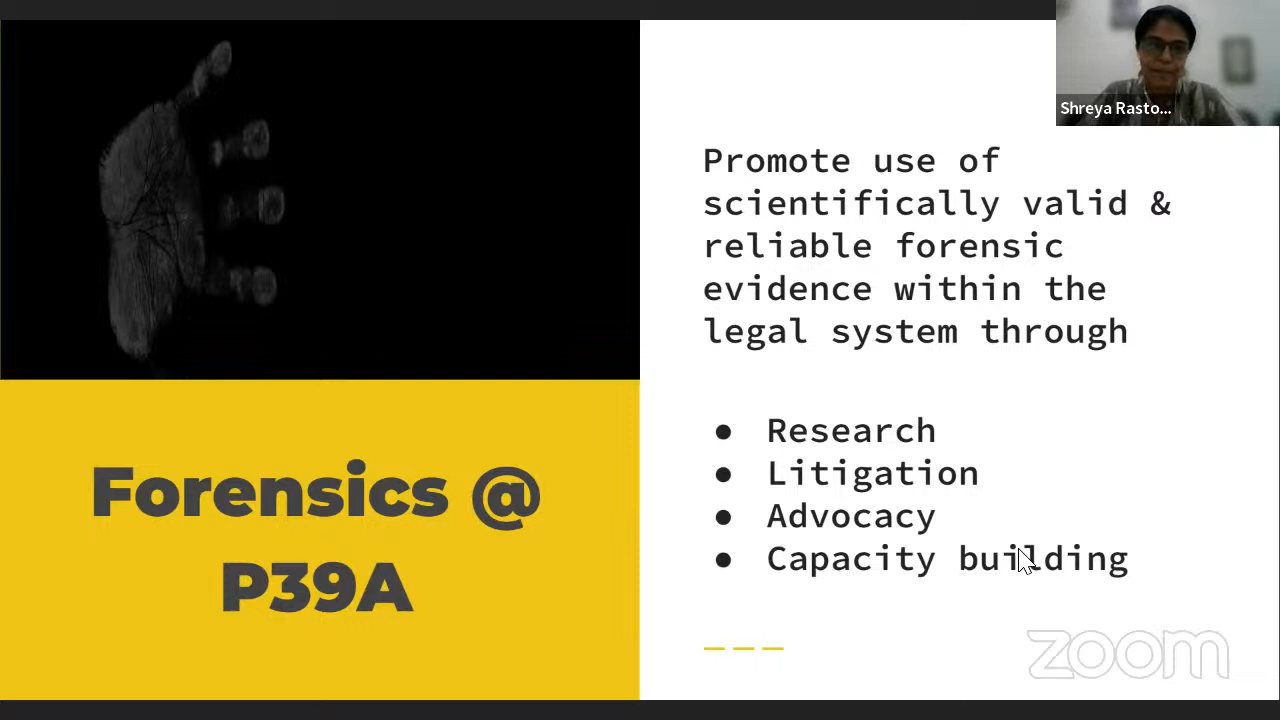 Shreya Rasto...
Promote use of
scientifically valid &
reliable forensic
evidence within the
legal system through
● Research
● Litigation
● Advocacy
● Capacity building
Forensics @
P39A
zoom